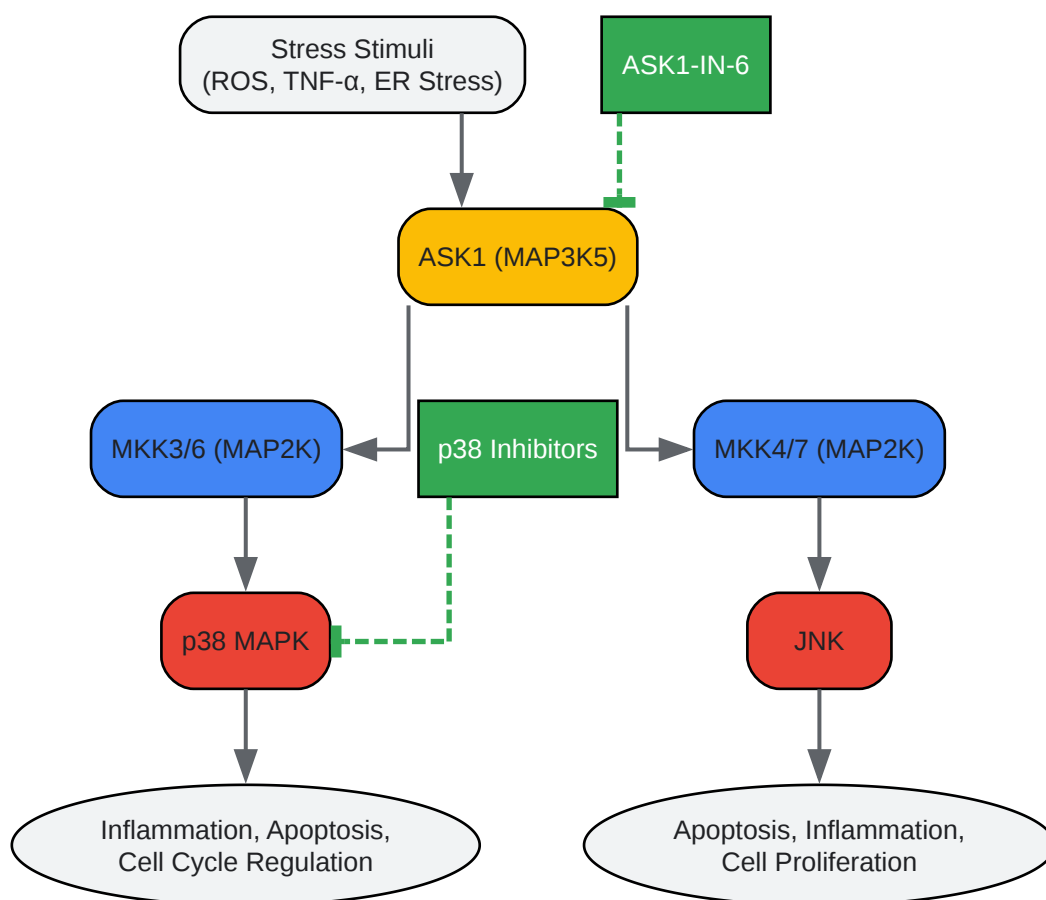 Stress Stimuli
(ROS, TNF-α, ER Stress)
ASK1-IN-6
ASK1 (MAP3K5)
MKK3/6 (MAP2K)
p38 Inhibitors
MKK4/7 (MAP2K)
p38 MAPK
JNK
Inflammation, Apoptosis,
Cell Cycle Regulation
Apoptosis, Inflammation,
Cell Proliferation